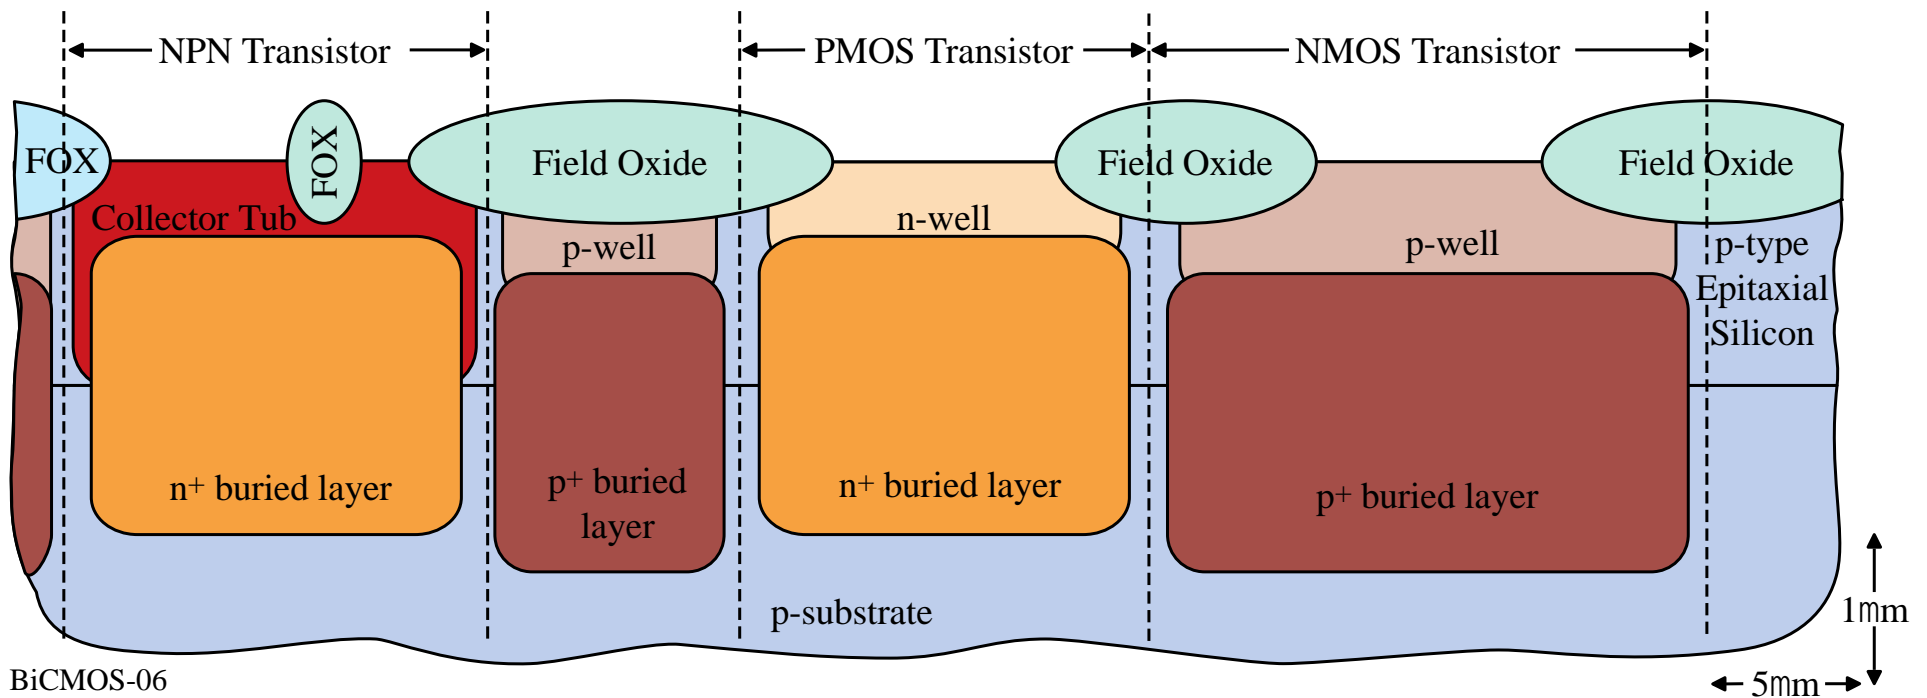 NPN Transistor
PMOS Transistor
NMOS Transistor
FOX
FOX
Field Oxide
Field Oxide
Field Oxide
Collector Tub
p-well
n-well
p-well
p-type
Epitaxial
Silicon
n+ buried layer
p+ buried
layer
n+ buried layer
p+ buried layer
p-substrate
1mm
5mm
BiCMOS-06